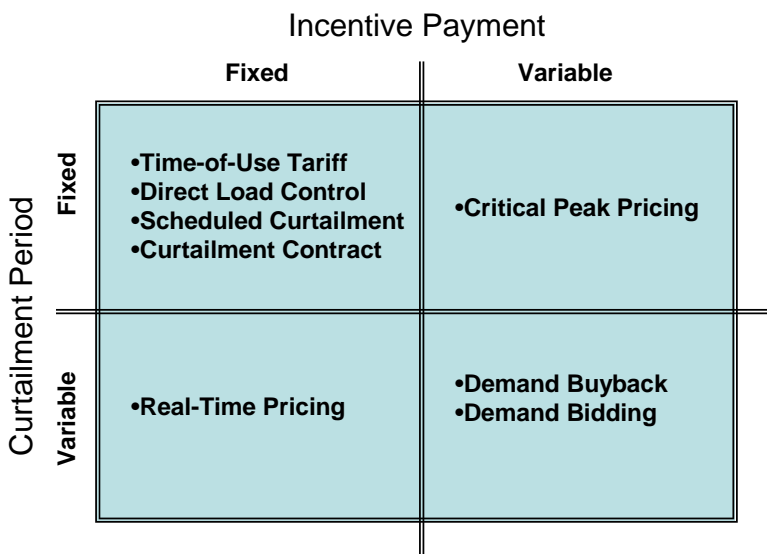 Incentive Payment
Fixed
Variable
Curtailment Period
Fixed
•Time-of-Use Tariff
•Direct Load Control
•Scheduled Curtailment
•Curtailment Contract
•Critical Peak Pricing
Variable
•Real-Time Pricing
•Demand Buyback
•Demand Bidding